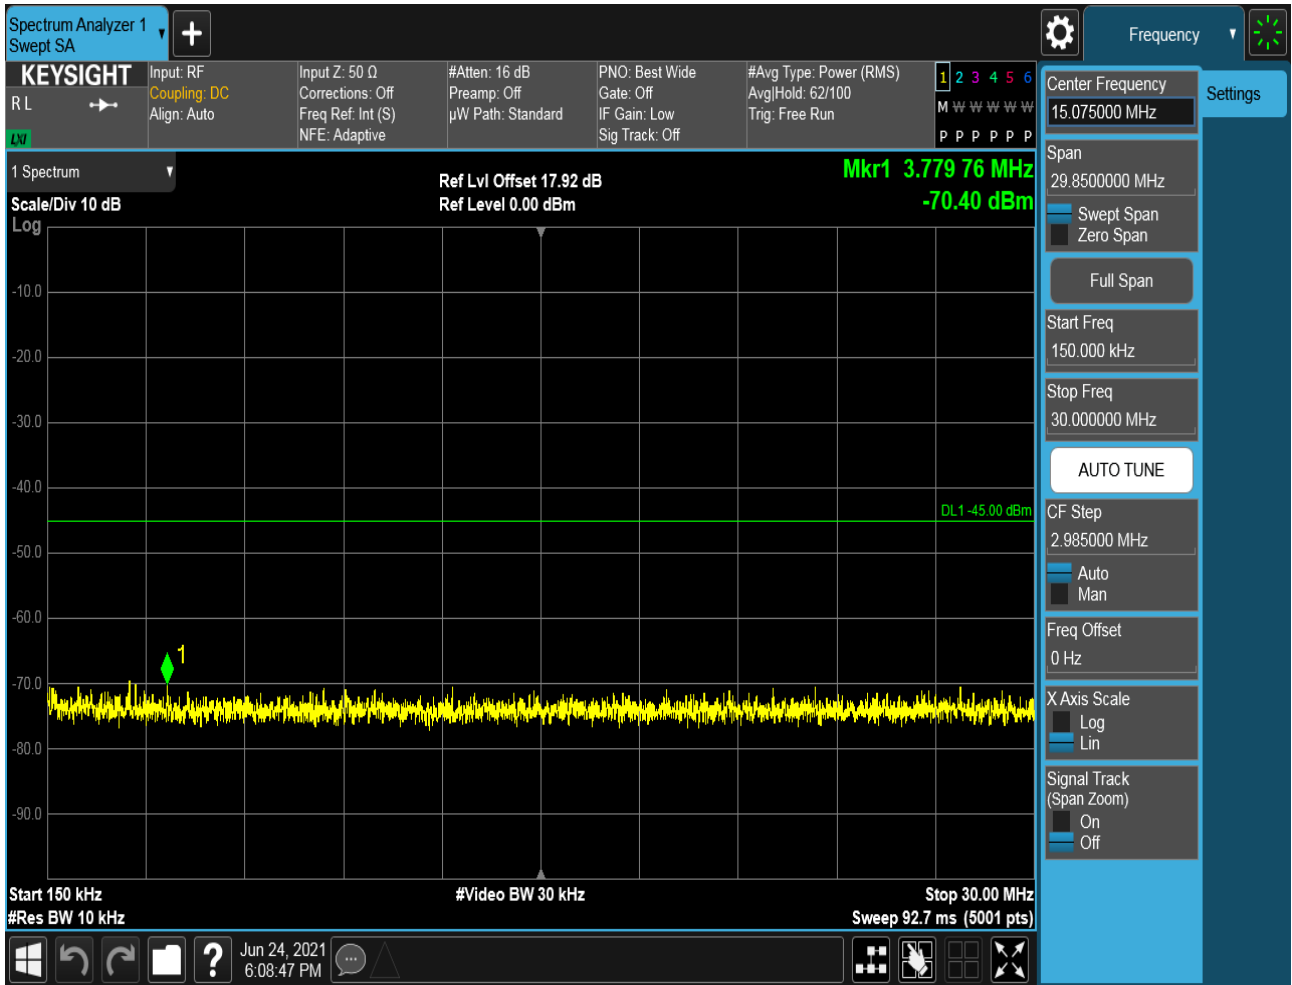 Spectrum Analyzer 1
Swept SA
Frequency
KEYSIGHT
R L
LXI
Input: RF
Coupling: DC
Align: Auto
Input Z: 50 Ω
Corrections: Off
Freq Ref: Int (S)
NFE: Adaptive
#Atten: 16 dB
Preamp: Off
µW Path: Standard
PNO: Best Wide
Gate: Off
IF Gain: Low
Sig Track: Off
#Avg Type: Power (RMS)
Avg|Hold: 62/100
Trig: Free Run
1 2 3 4 5 6
M W W W W W
P P P P P P
1 Spectrum
Scale/Div 10 dB
Log
Ref Lvl Offset 17.92 dB
Ref Level 0.00 dBm
Mkr1 3.779 76 MHz
-70.40 dBm
-10.0
-20.0
-30.0
-40.0
DL1 -45.00 dBm
-50.0
-60.0
1
-70.0
-80.0
-90.0
Start 150 kHz
#Video BW 30 kHz
Stop 30.00 MHz
#Res BW 10 kHz
Sweep 92.7 ms (5001 pts)
Center Frequency
15.075000 MHz
Settings
Span
29.8500000 MHz
Swept Span
Zero Span
Full Span
Start Freq
150.000 kHz
Stop Freq
30.000000 MHz
AUTO TUNE
CF Step
2.985000 MHz
Auto
Man
Freq Offset
0 Hz
X Axis Scale
Log
Lin
Signal Track
(Span Zoom)
On
Off
?
Jun 24, 2021
6:08:47 PM